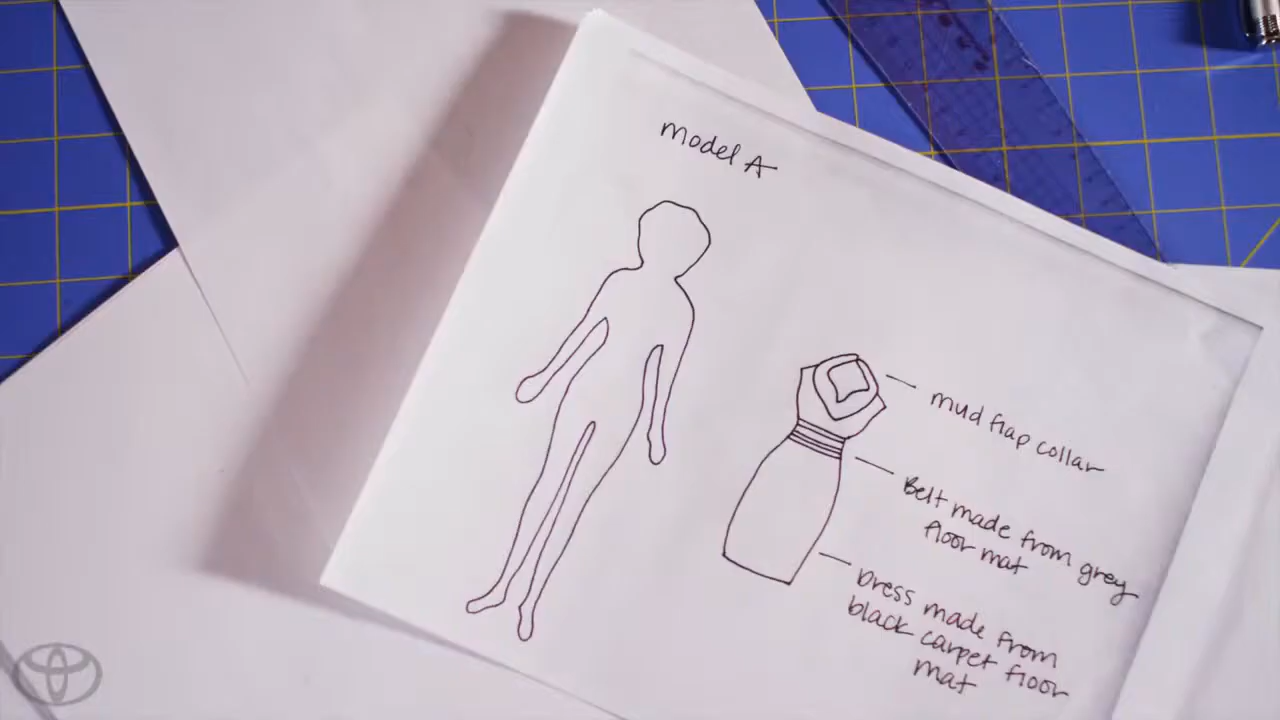 Model A
mud flap collar
Belt made from grey
floor mat
Dress made from
black carpet floor
mat